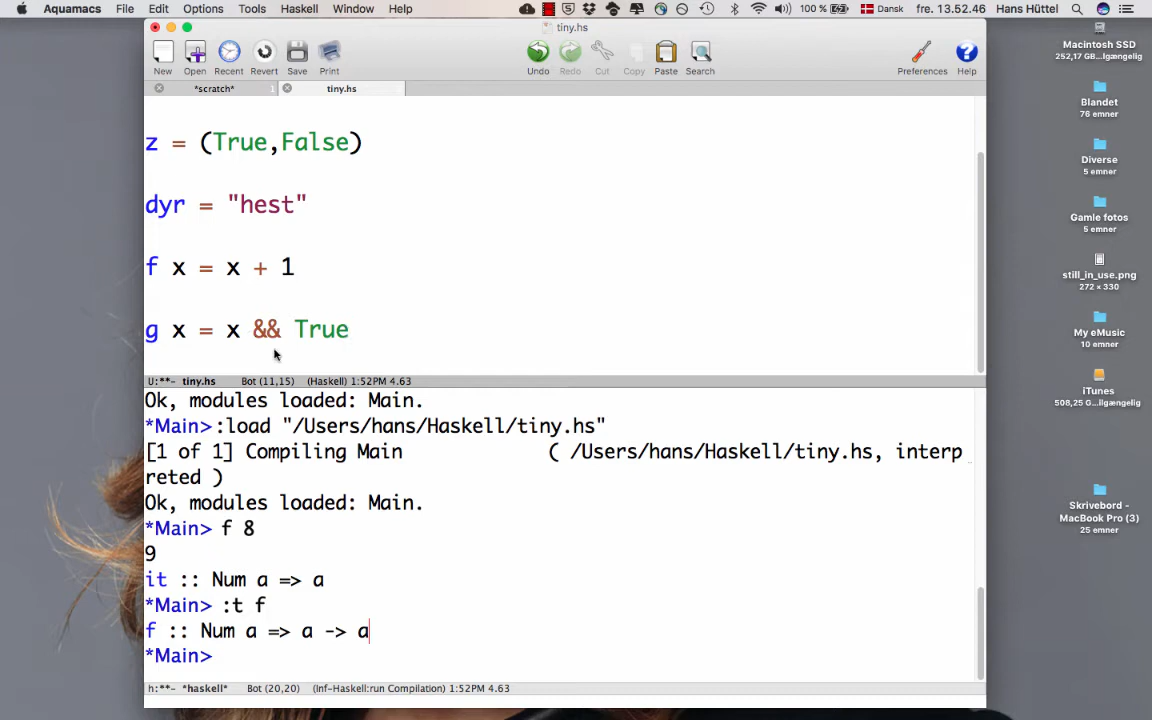 Aquamacs File Edit Options Tools Haskell Window Help 100 % Dansk fre. 13.52.46 Hans Hüttel
tiny.hs
New Open Recent Revert Save Print Undo Redo Cut Copy Paste Search Preferences Help
*scratch* tiny.hs
z = (True,False)
dyr = "hest"
f x = x + 1
g x = x && True
U:**- tiny.hs Bot (11,15) (Haskell) 1:52PM 4.63
Ok, modules loaded: Main.
*Main>:load "/Users/hans/Haskell/tiny.hs"
[1 of 1] Compiling Main ( /Users/hans/Haskell/tiny.hs, interp
reted )
Ok, modules loaded: Main.
*Main> f 8
9
it :: Num a => a
*Main> :t f
f :: Num a => a -> a
*Main>
h:**- *haskell* Bot (20,20) (Inf-Haskell:run Compilation) 1:52PM 4.63
Macintosh SSD
252,17 GB...lgængelig
Blandet
76 emner
Diverse
5 emner
Gamle fotos
5 emner
still_in_use.png
272 × 330
My eMusic
10 emner
iTunes
508,25 G...lgængelig
Skrivebord -
MacBook Pro (3)
25 emner